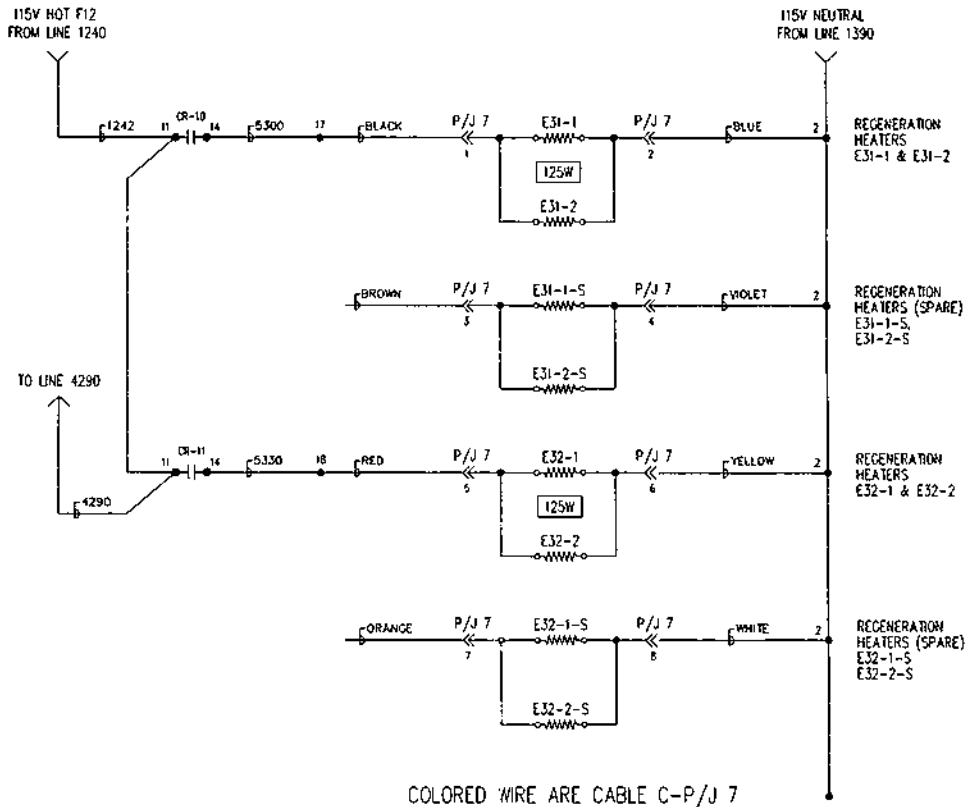 115V HOT F12
FROM LINE 1240
115V NEUTRAL
FROM LINE 1390
1242
11
CR-10
14
5300
17
BLACK
P/J 7
1
E31-1
P/J 7
2
BLUE
2
REGENERATION
HEATERS
E31-1 & E31-2
125W
E31-2
BROWN
P/J 7
3
E31-1-S
P/J 7
4
VIOLET
2
REGENERATION
HEATERS (SPARE)
E31-1-S,
E31-2-S
E31-2-S
TO LINE 4290
11
CR-11
14
5330
18
RED
P/J 7
5
E32-1
P/J 7
6
YELLOW
2
REGENERATION
HEATERS
E32-1 & E32-2
4290
125W
E32-2
ORANGE
P/J 7
7
E32-1-S
P/J 7
8
WHITE
2
REGENERATION
HEATERS (SPARE)
E32-1-S
E32-2-S
E32-2-S
COLORED WIRE ARE CABLE C-P/J 7